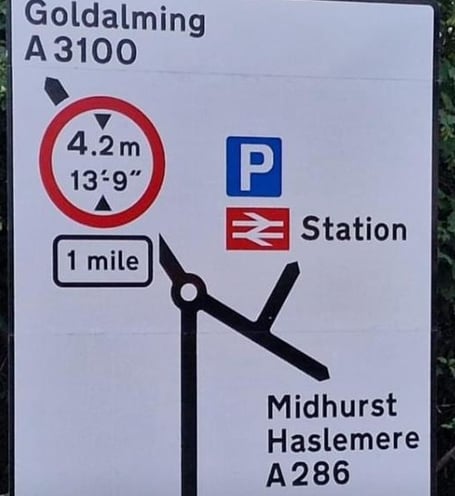 Goldalming
A3100
4.2m
13'-9"
1 mile
P
Station
Midhurst
Haslemere
A286